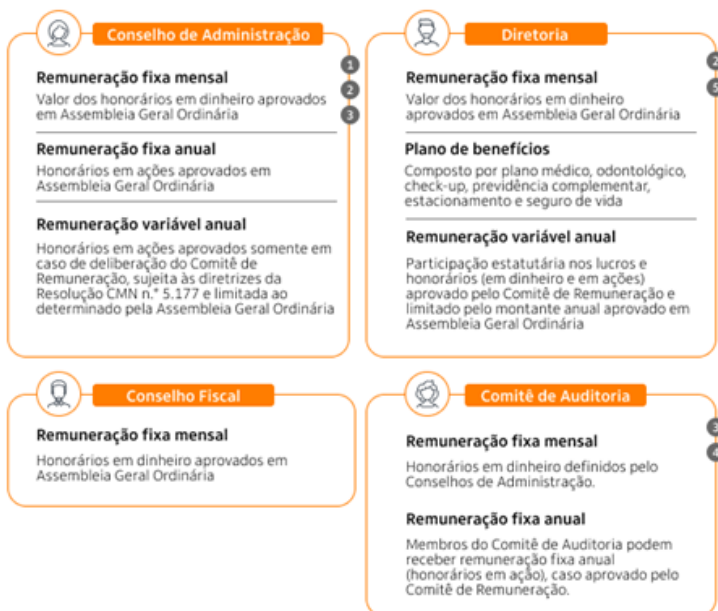 Conselho de Administração
1
2
3
Remuneração fixa mensal
Valor dos honorários em dinheiro aprovados
em Assembleia Geral Ordinária
Remuneração fixa anual
Honorários em ações aprovados em
Assembleia Geral Ordinária
Remuneração variável anual
Honorários em ações aprovados somente em
caso de deliberação do Comitê de
Remuneração, sujeita às diretrizes da
Resolução CMN n.° 5.177 e limitada ao
determinado pela Assembleia Geral Ordinária
Diretoria
2
5
Remuneração fixa mensal
Valor dos honorários em dinheiro
aprovados em Assembleia Geral Ordinária
Plano de benefícios
Composto por plano médico, odontológico,
check-up, previdência complementar,
estacionamento e seguro de vida
Remuneração variável anual
Participação estatutária nos lucros e
honorários (em dinheiro e em ações)
aprovado pelo Comitê de Remuneração e
limitado pelo montante anual aprovado em
Assembleia Geral Ordinária
Conselho Fiscal
Remuneração fixa mensal
Honorários em dinheiro aprovados em
Assembleia Geral Ordinária
Comitê de Auditoria
3
4
Remuneração fixa mensal
Honorários em dinheiro definidos pelo
Conselhos de Administração.
Remuneração fixa anual
Membros do Comitê de Auditoria podem
receber remuneração fixa anual
(honorários em ação), caso aprovado pelo
Comitê de Remuneração.